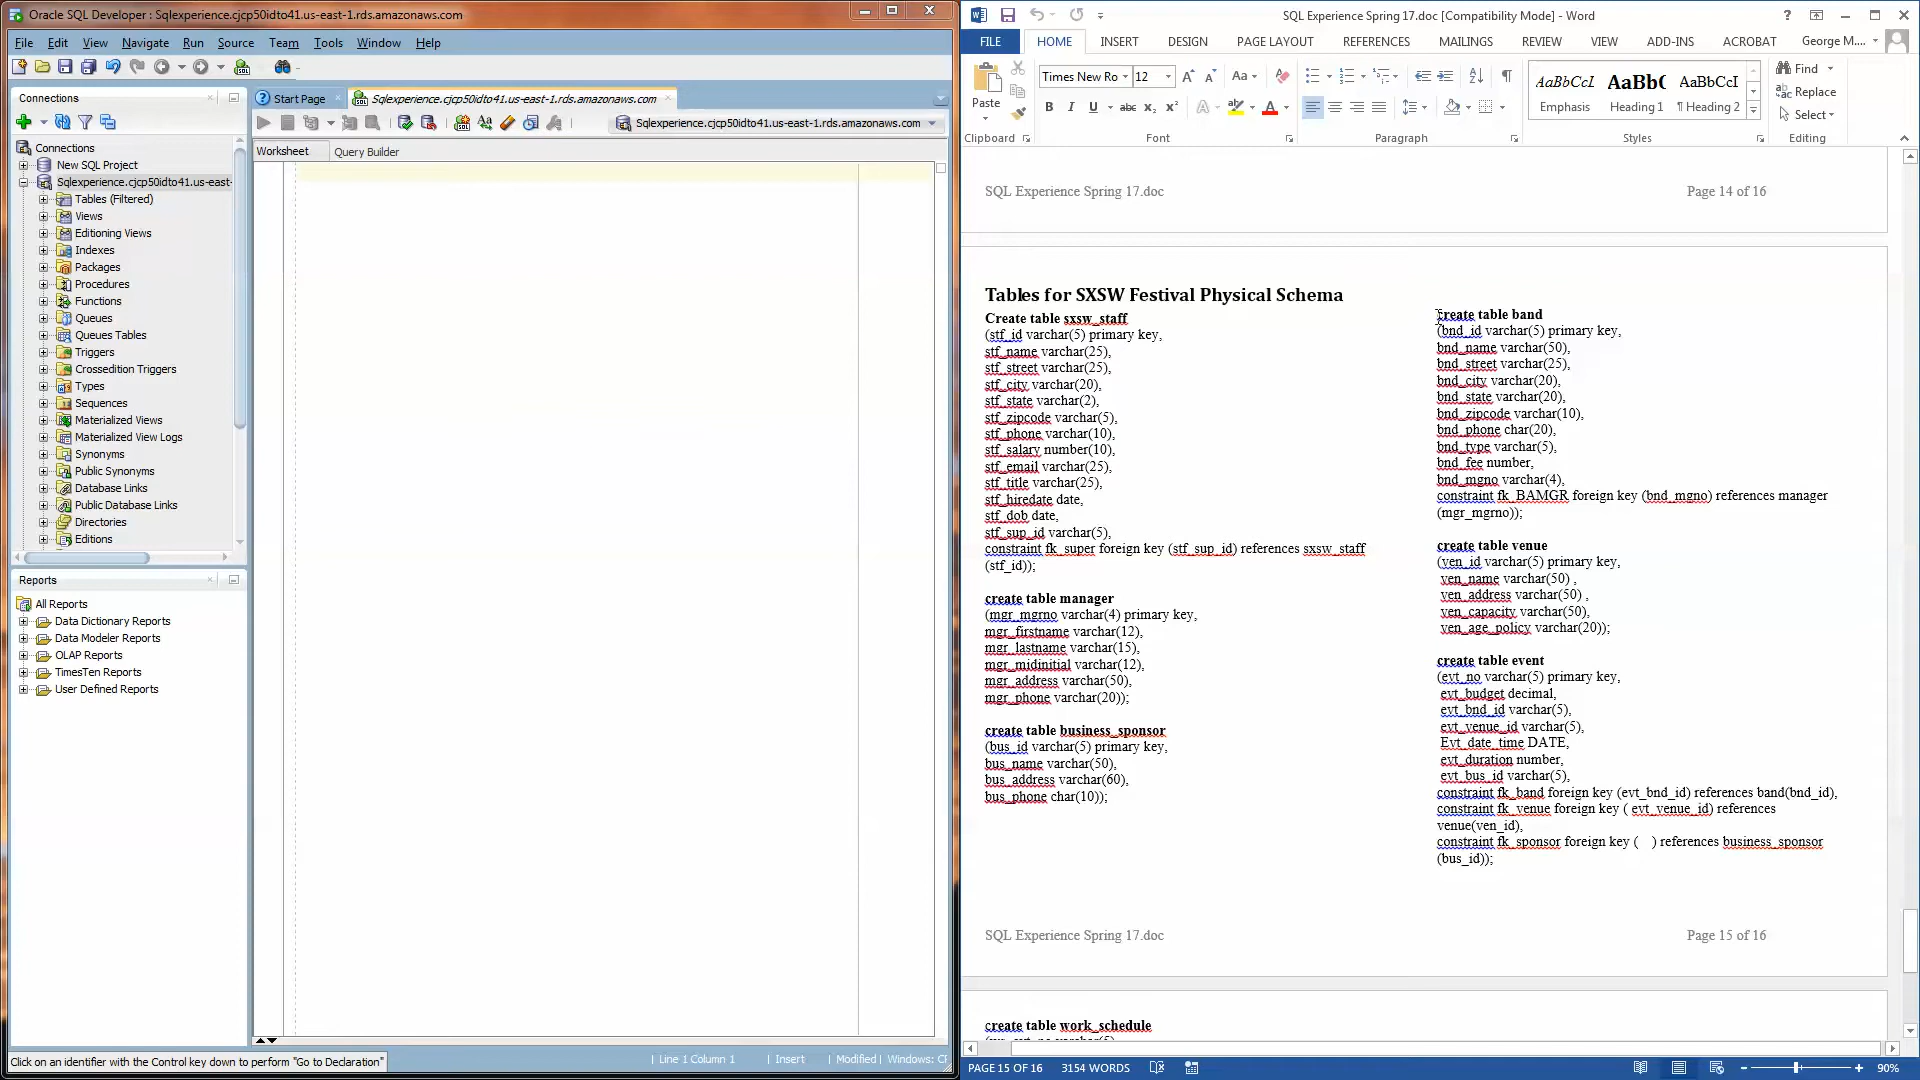 Oracle SQL Developer : Sqlexperience.cjcp50idto41.us-east-1.rds.amazonaws.com
File Edit View Navigate Run Source Team Tools Window Help
Connections
Connections
New SQL Project
Sqlexperience.cjcp50idto41.us-east-
Tables (Filtered)
Views
Editioning Views
Indexes
Packages
Procedures
Functions
Queues
Queues Tables
Triggers
Crossedition Triggers
Types
Sequences
Materialized Views
Materialized View Logs
Synonyms
Public Synonyms
Database Links
Public Database Links
Directories
Editions
Reports
All Reports
Data Dictionary Reports
Data Modeler Reports
OLAP Reports
TimesTen Reports
User Defined Reports
Start Page Sqlexperience.cjcp50idto41.us-east-1.rds.amazonaws.com
Sqlexperience.cjcp50idto41.us-east-1.rds.amazonaws.com
Worksheet Query Builder
Click on an identifier with the Control key down to perform "Go to Declaration"
Line 1 Column 1 Insert Modified Windows: CF
SQL Experience Spring 17.doc [Compatibility Mode] - Word
FILE HOME INSERT DESIGN PAGE LAYOUT REFERENCES MAILINGS REVIEW VIEW ADD-INS ACROBAT George M....
Paste
Clipboard
Times New Ro 12
Font
Paragraph
AaBbCcI AaBb( AaBbCcI
Emphasis Heading 1 ¶ Heading 2
Styles
Find
Replace
Select
Editing
SQL Experience Spring 17.doc Page 14 of 16
Tables for SXSW Festival Physical Schema
Create table sxsw_staff
(stf_id varchar(5) primary key,
stf_name varchar(25),
stf_street varchar(25),
stf_city varchar(20),
stf_state varchar(2),
stf_zipcode varchar(5),
stf_phone varchar(10),
stf_salary number(10),
stf_email varchar(25),
stf_title varchar(25),
stf_hiredate date,
stf_dob date,
stf_sup_id varchar(5),
constraint fk_super foreign key (stf_sup_id) references sxsw_staff
(stf_id));
create table manager
(mgr_mgrno varchar(4) primary key,
mgr_firstname varchar(12),
mgr_lastname varchar(15),
mgr_midinitial varchar(12),
mgr_address varchar(50),
mgr_phone varchar(20));
create table business_sponsor
(bus_id varchar(5) primary key,
bus_name varchar(50),
bus_address varchar(60),
bus_phone char(10));
create table band
(bnd_id varchar(5) primary key,
bnd_name varchar(50),
bnd_street varchar(25),
bnd_city varchar(20),
bnd_state varchar(20),
bnd_zipcode varchar(10),
bnd_phone char(20),
bnd_type varchar(5),
bnd_fee number,
bnd_mgno varchar(4),
constraint fk_BAMGR foreign key (bnd_mgno) references manager
(mgr_mgrno));
create table venue
(ven_id varchar(5) primary key,
ven_name varchar(50) ,
ven_address varchar(50) ,
ven_capacity varchar(50),
ven_age_policy varchar(20));
create table event
(evt_no varchar(5) primary key,
evt_budget decimal,
evt_bnd_id varchar(5),
evt_venue_id varchar(5),
Evt_date_time DATE,
evt_duration number,
evt_bus_id varchar(5),
constraint fk_band foreign key (evt_bnd_id) references band(bnd_id),
constraint fk_venue foreign key ( evt_venue_id) references
venue(ven_id),
constraint fk_sponsor foreign key ( ) references business_sponsor
(bus_id));
SQL Experience Spring 17.doc Page 15 of 16
create table work_schedule
PAGE 15 OF 16 3154 WORDS 90%